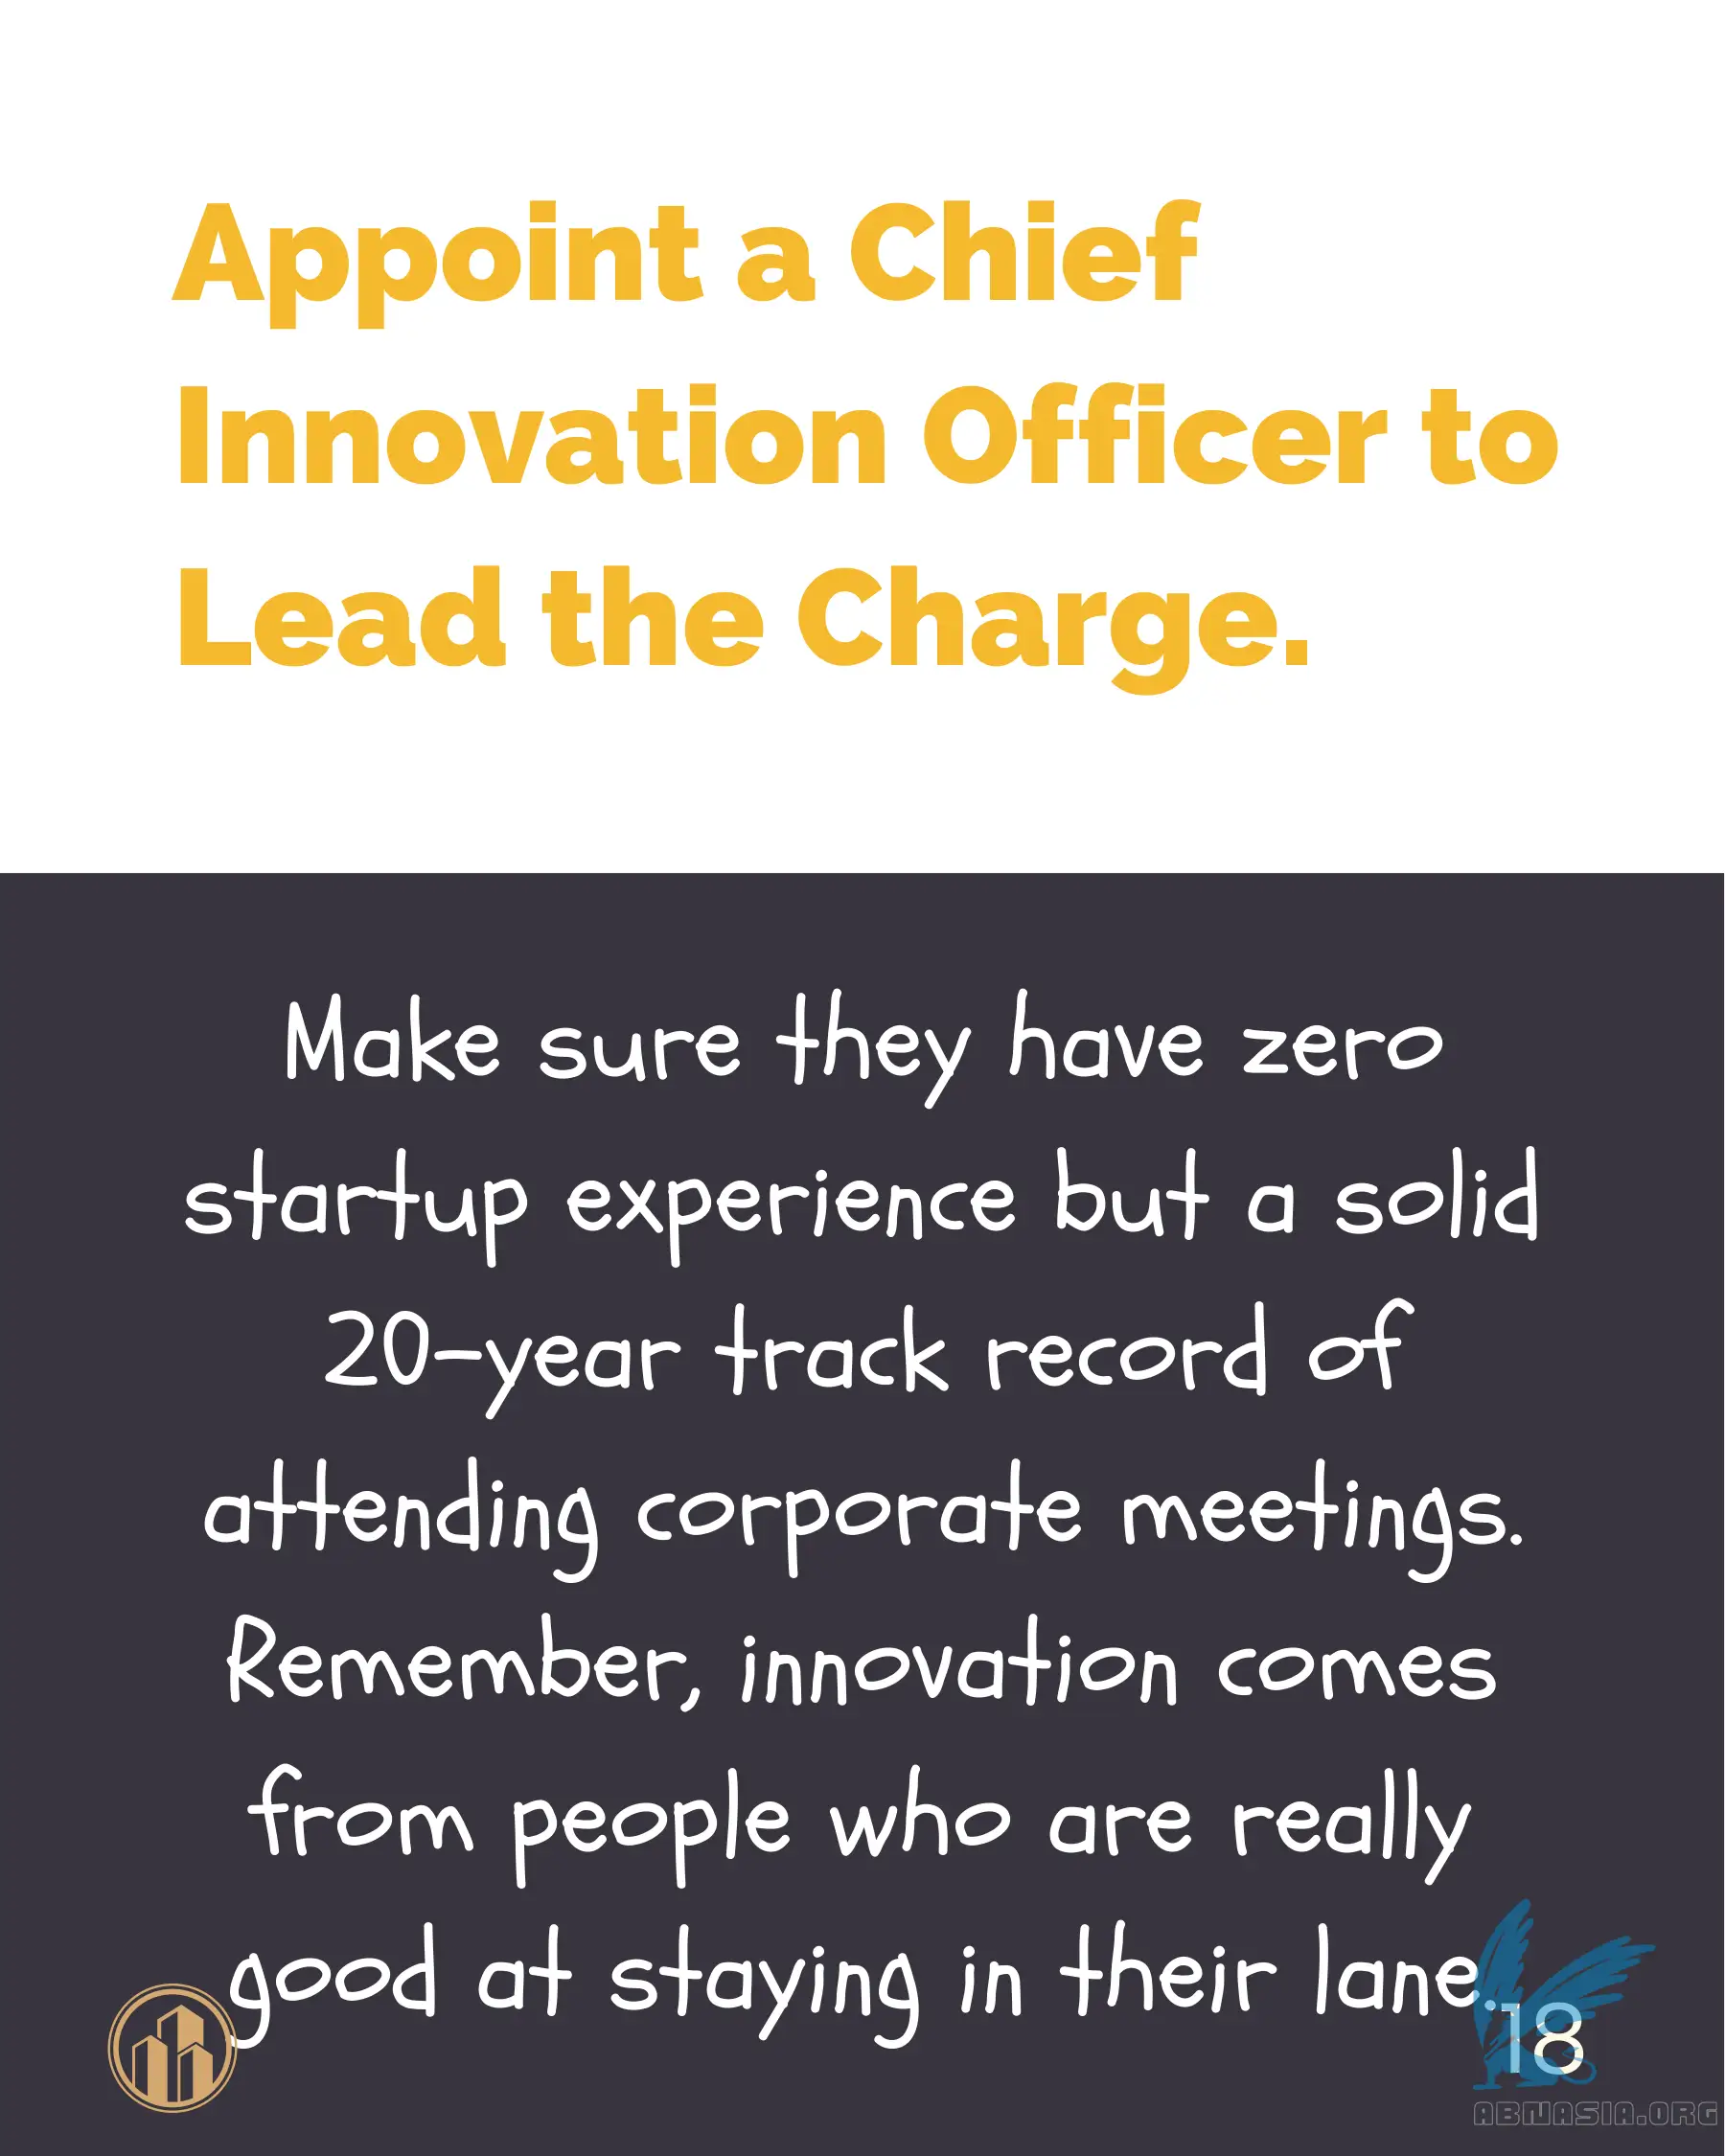 Appoint a Chief
Innovation Officer to
Lead the Charge.
Make sure they have zero
startup experience but a solid
20-year track record of
attending corporate meetings.
Remember, innovation comes
from people who are really
good at staying in their lane.
18
ABNASIA.ORG